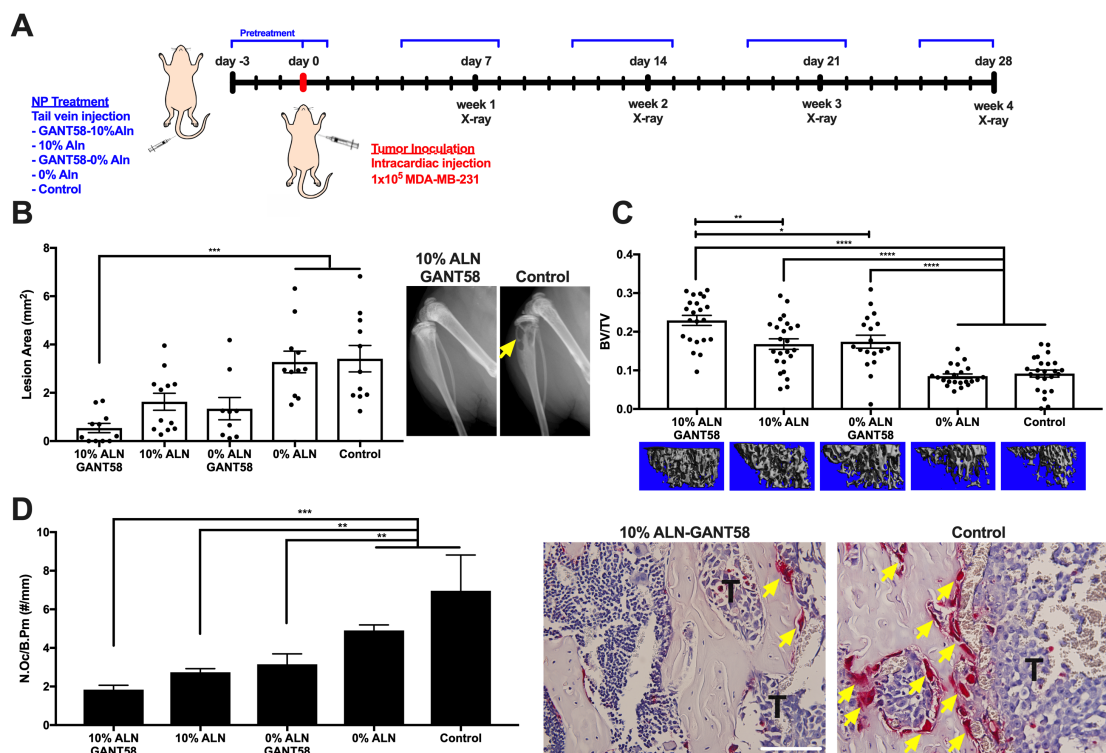 A
Pretreatment
day -3
day 0
day 7
day 14
day 21
day 28
week 1
X-ray
week 2
X-ray
week 3
X-ray
week 4
X-ray
NP Treatment
Tail vein injection
- GANT58-10%Aln
- 10% Aln
- GANT58-0% Aln
- 0% Aln
- Control
Tumor Inoculation
Intracardiac injection
1x10⁵ MDA-MB-231
B
Lesion Area (mm²)
8
6
4
2
0
***
10% ALN
GANT58
10% ALN
0% ALN
GANT58
0% ALN
Control
10% ALN
GANT58
Control
C
BV/TV
0.4
0.3
0.2
0.1
0.0
**
*
****
****
****
10% ALN
GANT58
10% ALN
0% ALN
GANT58
0% ALN
Control
D
N.Oc/B.Pm (#/mm)
10
8
6
4
2
0
***
**
**
10% ALN
GANT58
10% ALN
0% ALN
GANT58
0% ALN
Control
10% ALN-GANT58
T
T
Control
T